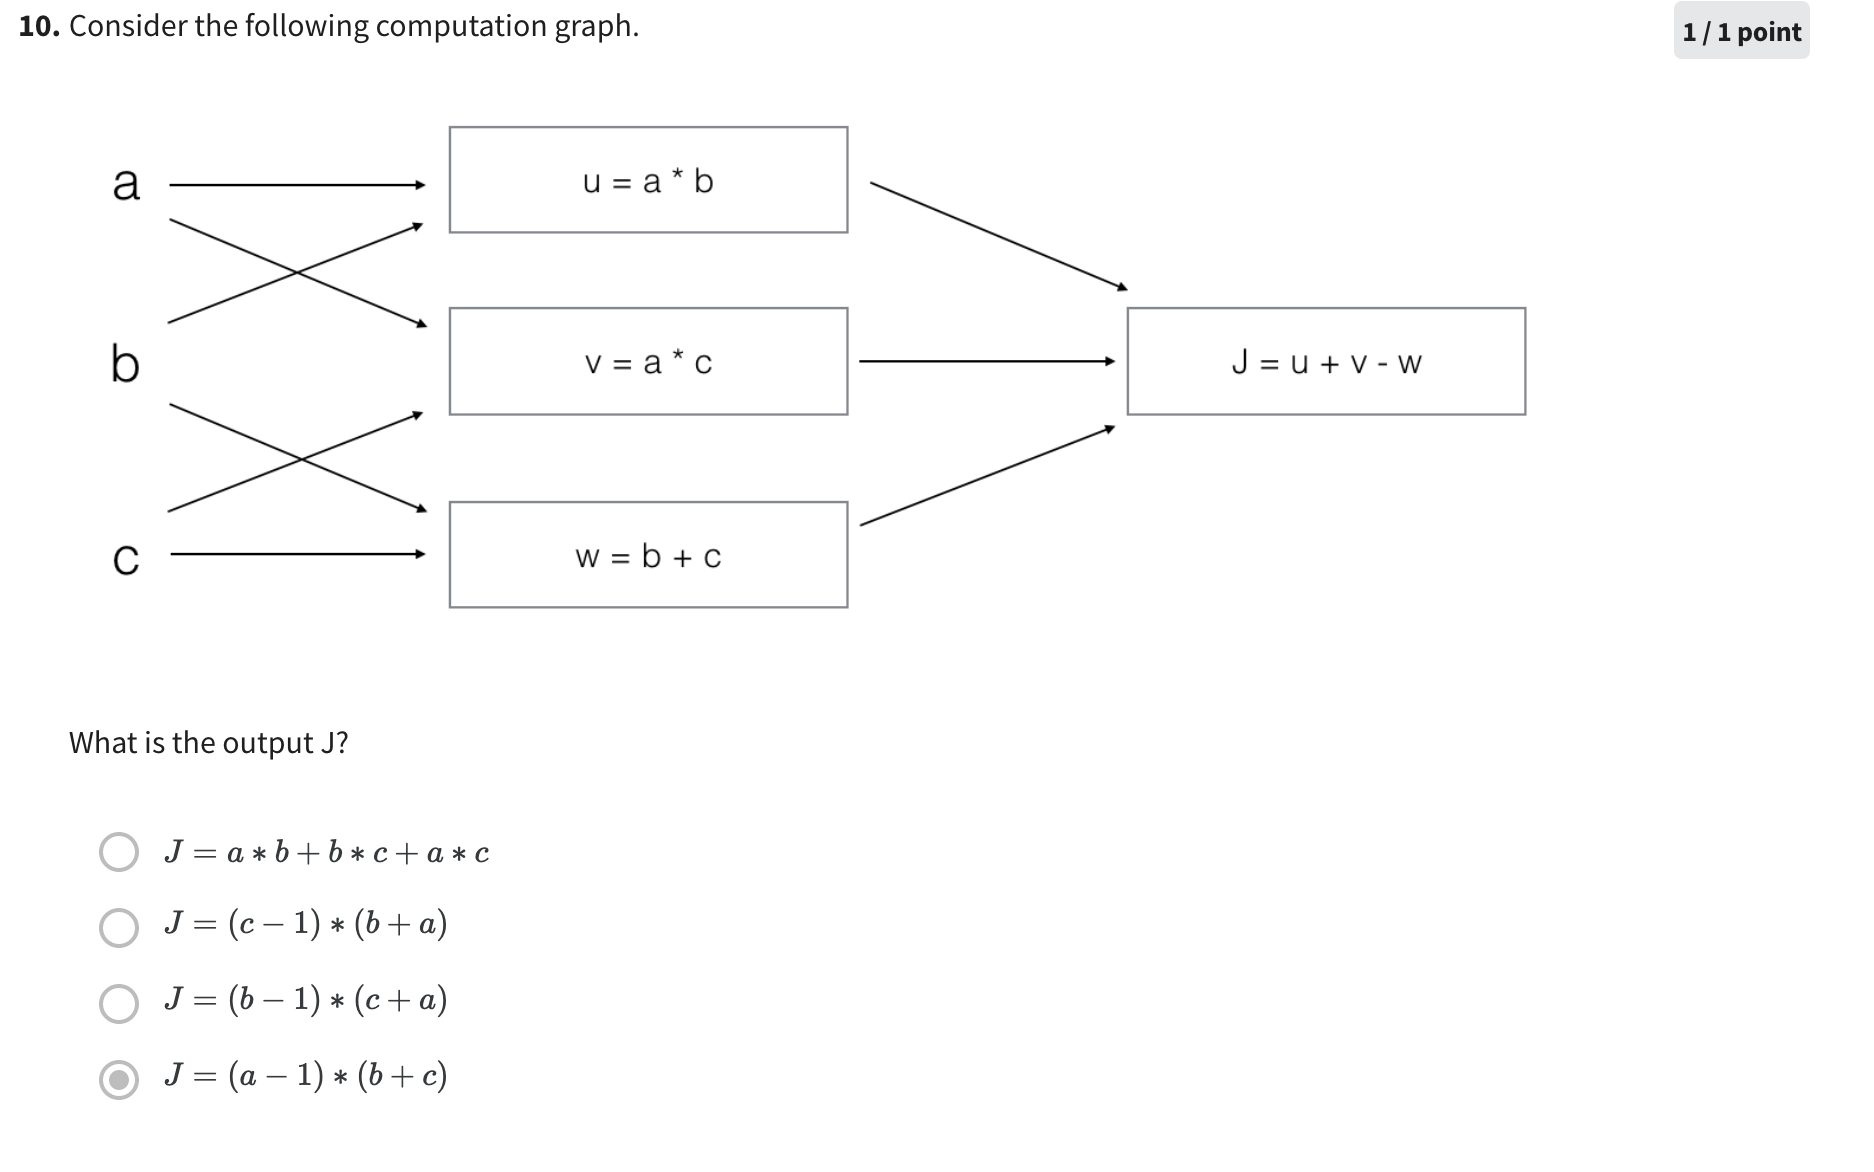 10. Consider the following computation graph.
1 / 1 point
a
u = a * b
b
v = a * c
J = u + v - w
c
w = b + c
What is the output J?
J = a * b + b * c + a * c
J = (c − 1) * (b + a)
J = (b − 1) * (c + a)
J = (a − 1) * (b + c)